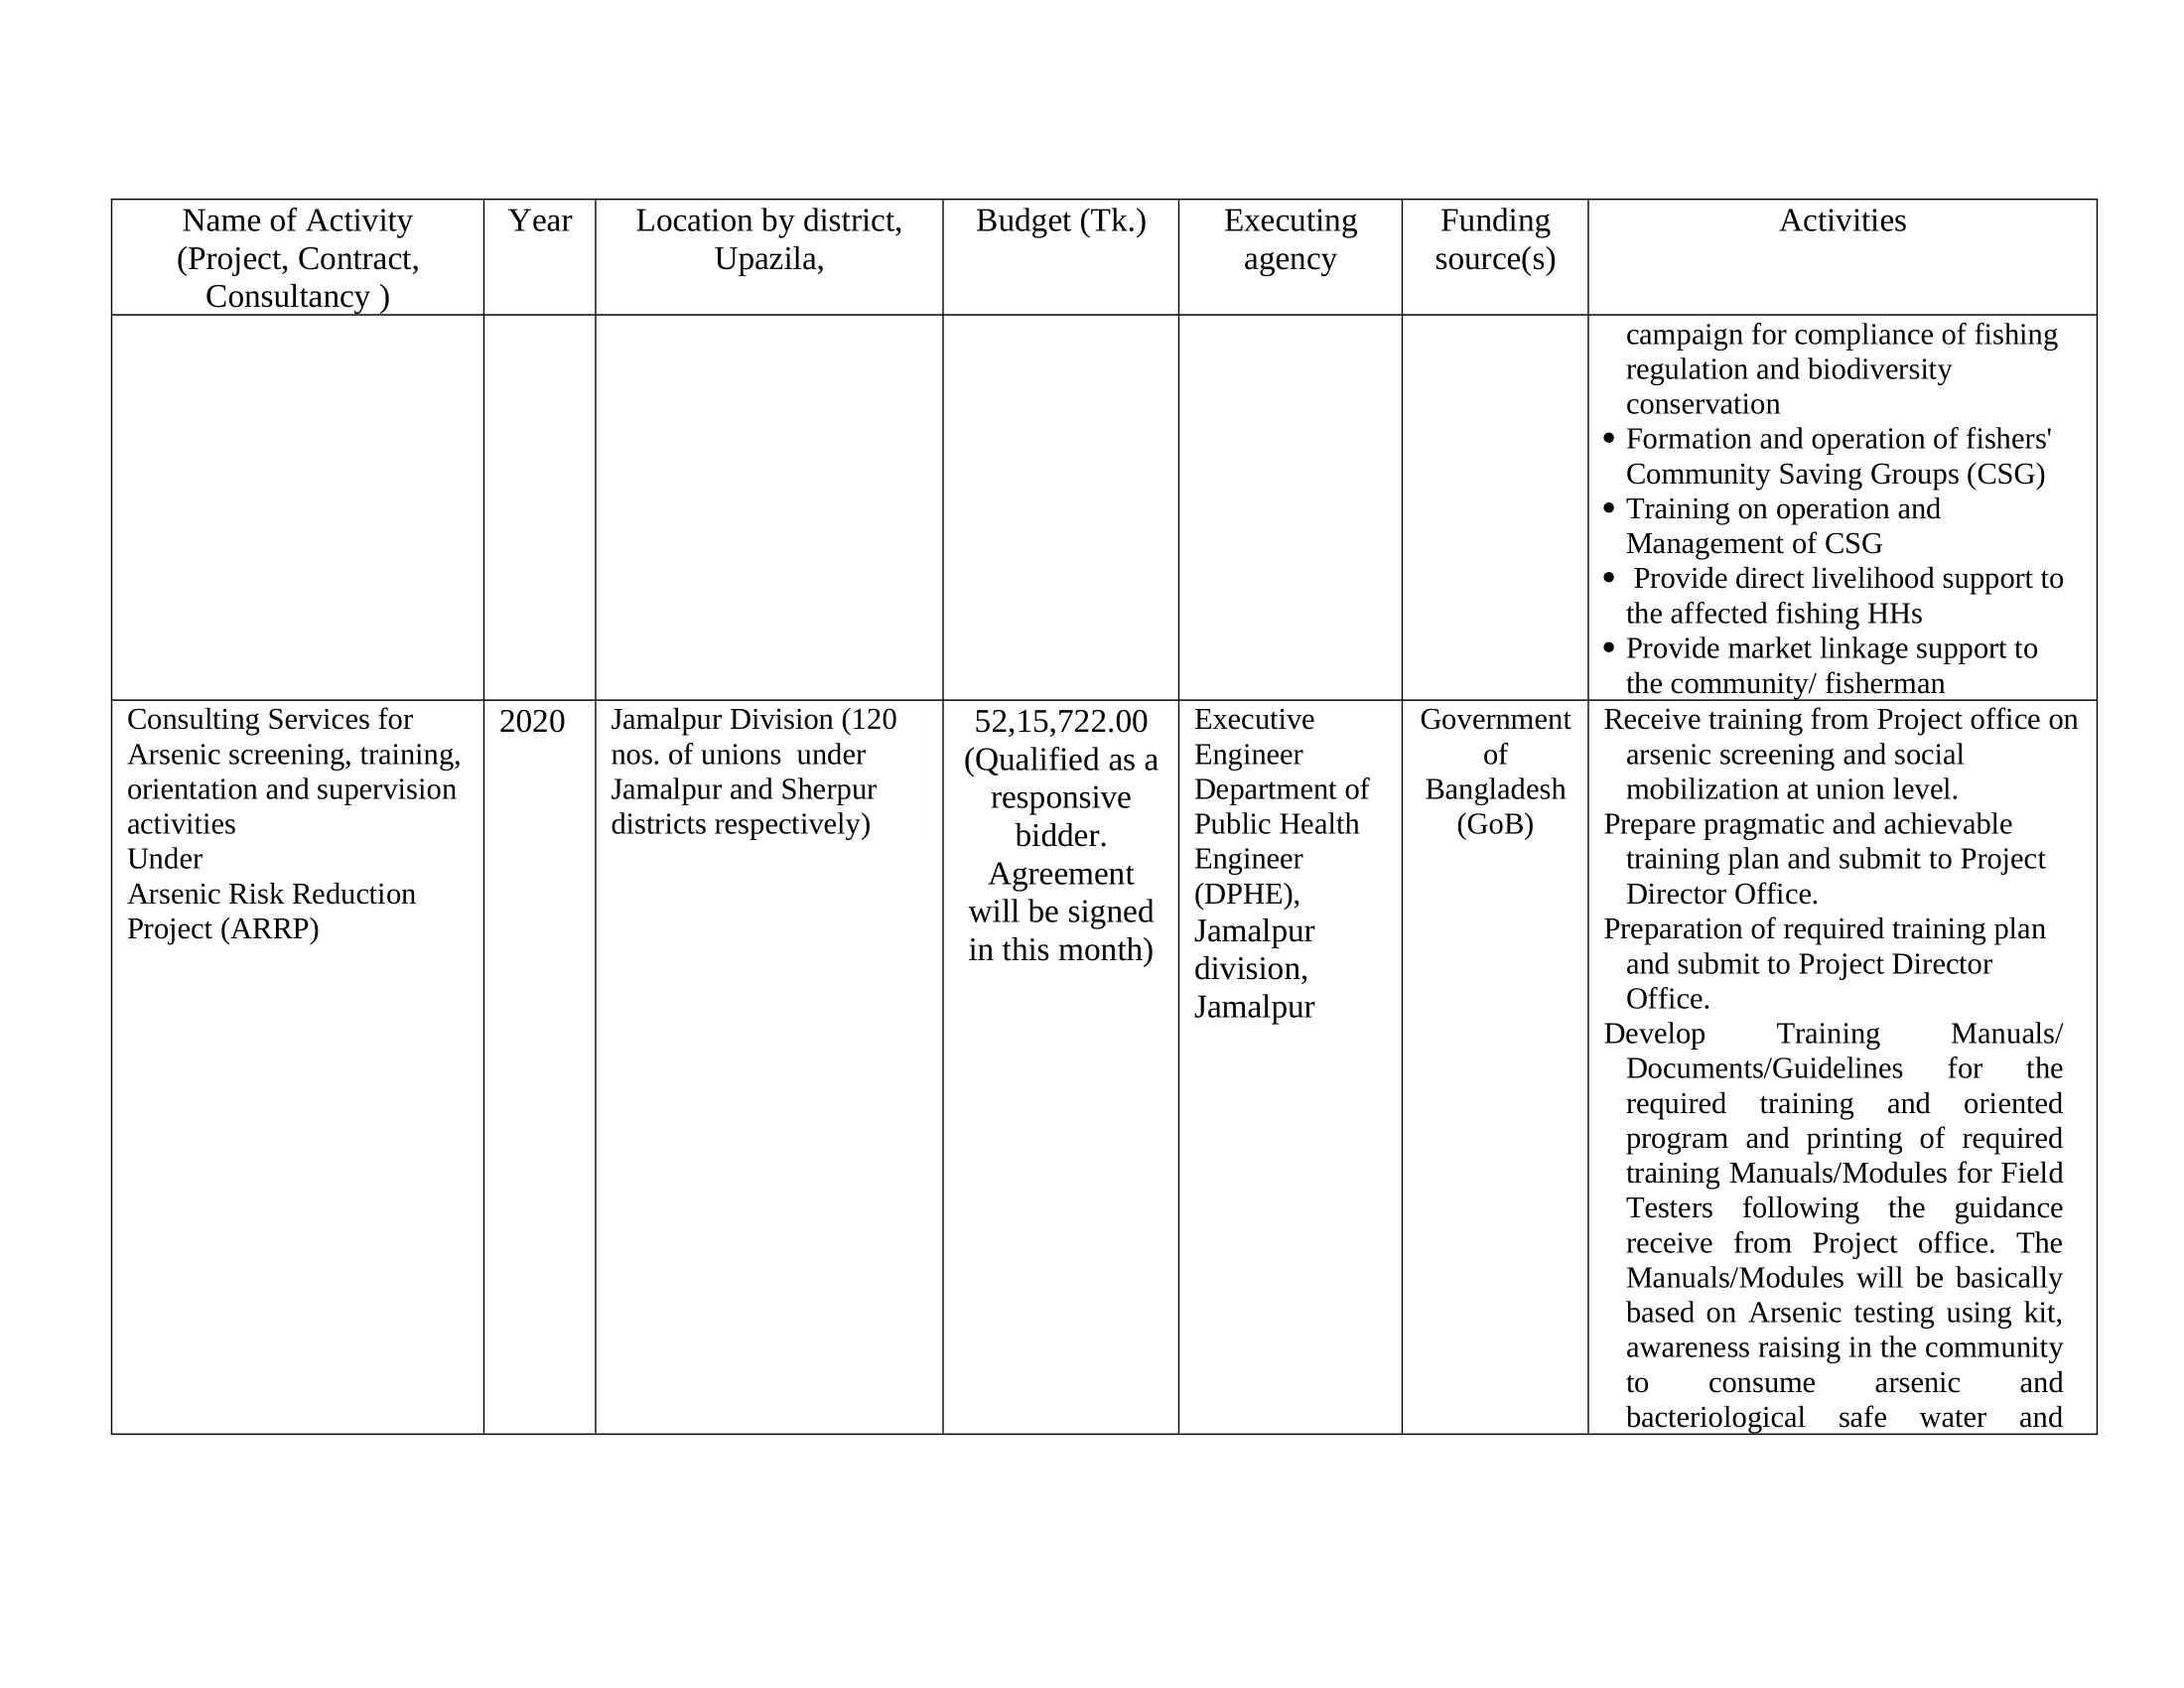 Name of Activity
(Project, Contract,
Consultancy )
Year
Location by district,
Upazila,
Budget (Tk.)
Executing
agency
Funding
source(s)
Activities
campaign for compliance of fishing
regulation and biodiversity
conservation
• Formation and operation of fishers'
Community Saving Groups (CSG)
• Training on operation and
Management of CSG
• Provide direct livelihood support to
the affected fishing HHs
• Provide market linkage support to
the community/ fisherman
Consulting Services for
Arsenic screening, training,
orientation and supervision
activities
Under
Arsenic Risk Reduction
Project (ARRP)
2020
Jamalpur Division (120
nos. of unions  under
Jamalpur and Sherpur
districts respectively)
52,15,722.00
(Qualified as a
responsive
bidder.
Agreement
will be signed
in this month)
Executive
Engineer
Department of
Public Health
Engineer
(DPHE),
Jamalpur
division,
Jamalpur
Government
of
Bangladesh
(GoB)
Receive training from Project office on
arsenic screening and social
mobilization at union level.
Prepare pragmatic and achievable
training plan and submit to Project
Director Office.
Preparation of required training plan
and submit to Project Director
Office.
Develop Training Manuals/
Documents/Guidelines for the
required training and oriented
program and printing of required
training Manuals/Modules for Field
Testers following the guidance
receive from Project office. The
Manuals/Modules will be basically
based on Arsenic testing using kit,
awareness raising in the community
to consume arsenic and
bacteriological safe water and